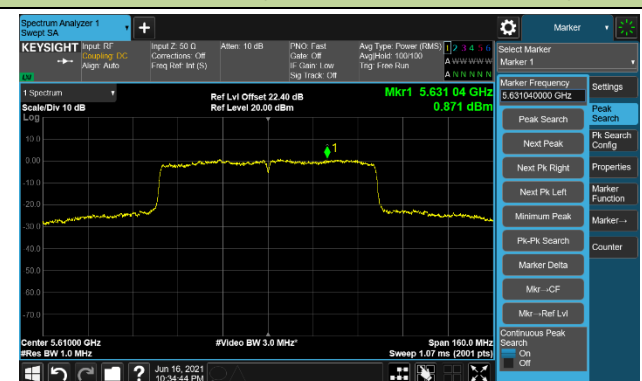 Spectrum Analyzer 1
Swept SA
Marker
KEYSIGHT
Input: RF
Coupling: DC
Align: Auto
Input Z: 50 Ω
Corrections: Off
Freq Ref: Int (S)
Atten: 10 dB
PNO: Fast
Gate: Off
IF Gain: Low
Sig Track: Off
Avg Type: Power (RMS)
Avg|Hold: 100/100
Trig: Free Run
1 2 3 4 5 6
A W W W W W
A N N N N N
Select Marker
Marker 1
LM
1 Spectrum
Scale/Div 10 dB
Log
Ref Lvl Offset 22.40 dB
Ref Level 20.00 dBm
Mkr1 5.631 04 GHz
0.871 dBm
1
10.0
0.00
-10.0
-20.0
-30.0
-40.0
-50.0
-60.0
-70.0
Center 5.61000 GHz
#Res BW 1.0 MHz
#Video BW 3.0 MHz*
Span 160.0 MHz
Sweep 1.07 ms (2001 pts)
Marker Frequency
5.631040000 GHz
Peak Search
Next Peak
Next Pk Right
Next Pk Left
Minimum Peak
Pk-Pk Search
Marker Delta
Mkr→CF
Mkr→Ref Lvl
Continuous Peak
Search
On
Off
Settings
Peak
Search
Pk Search
Config
Properties
Marker
Function
Marker→
Counter
Jun 16, 2021
10:34:44 PM